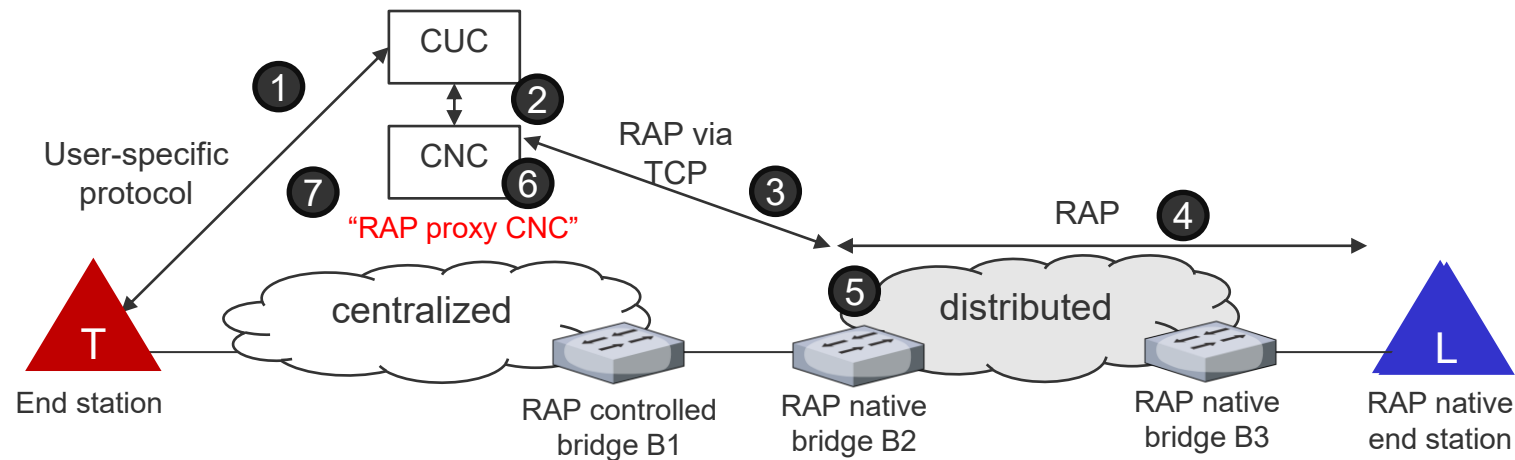 CUC
1
2
RAP via
TCP
CNC
User-specific
protocol
7
6
3
RAP
4
“RAP proxy CNC”
5
centralized
distributed
T
L
End station
RAP controlled
bridge B1
RAP native
bridge B2
RAP native
bridge B3
RAP native
end station